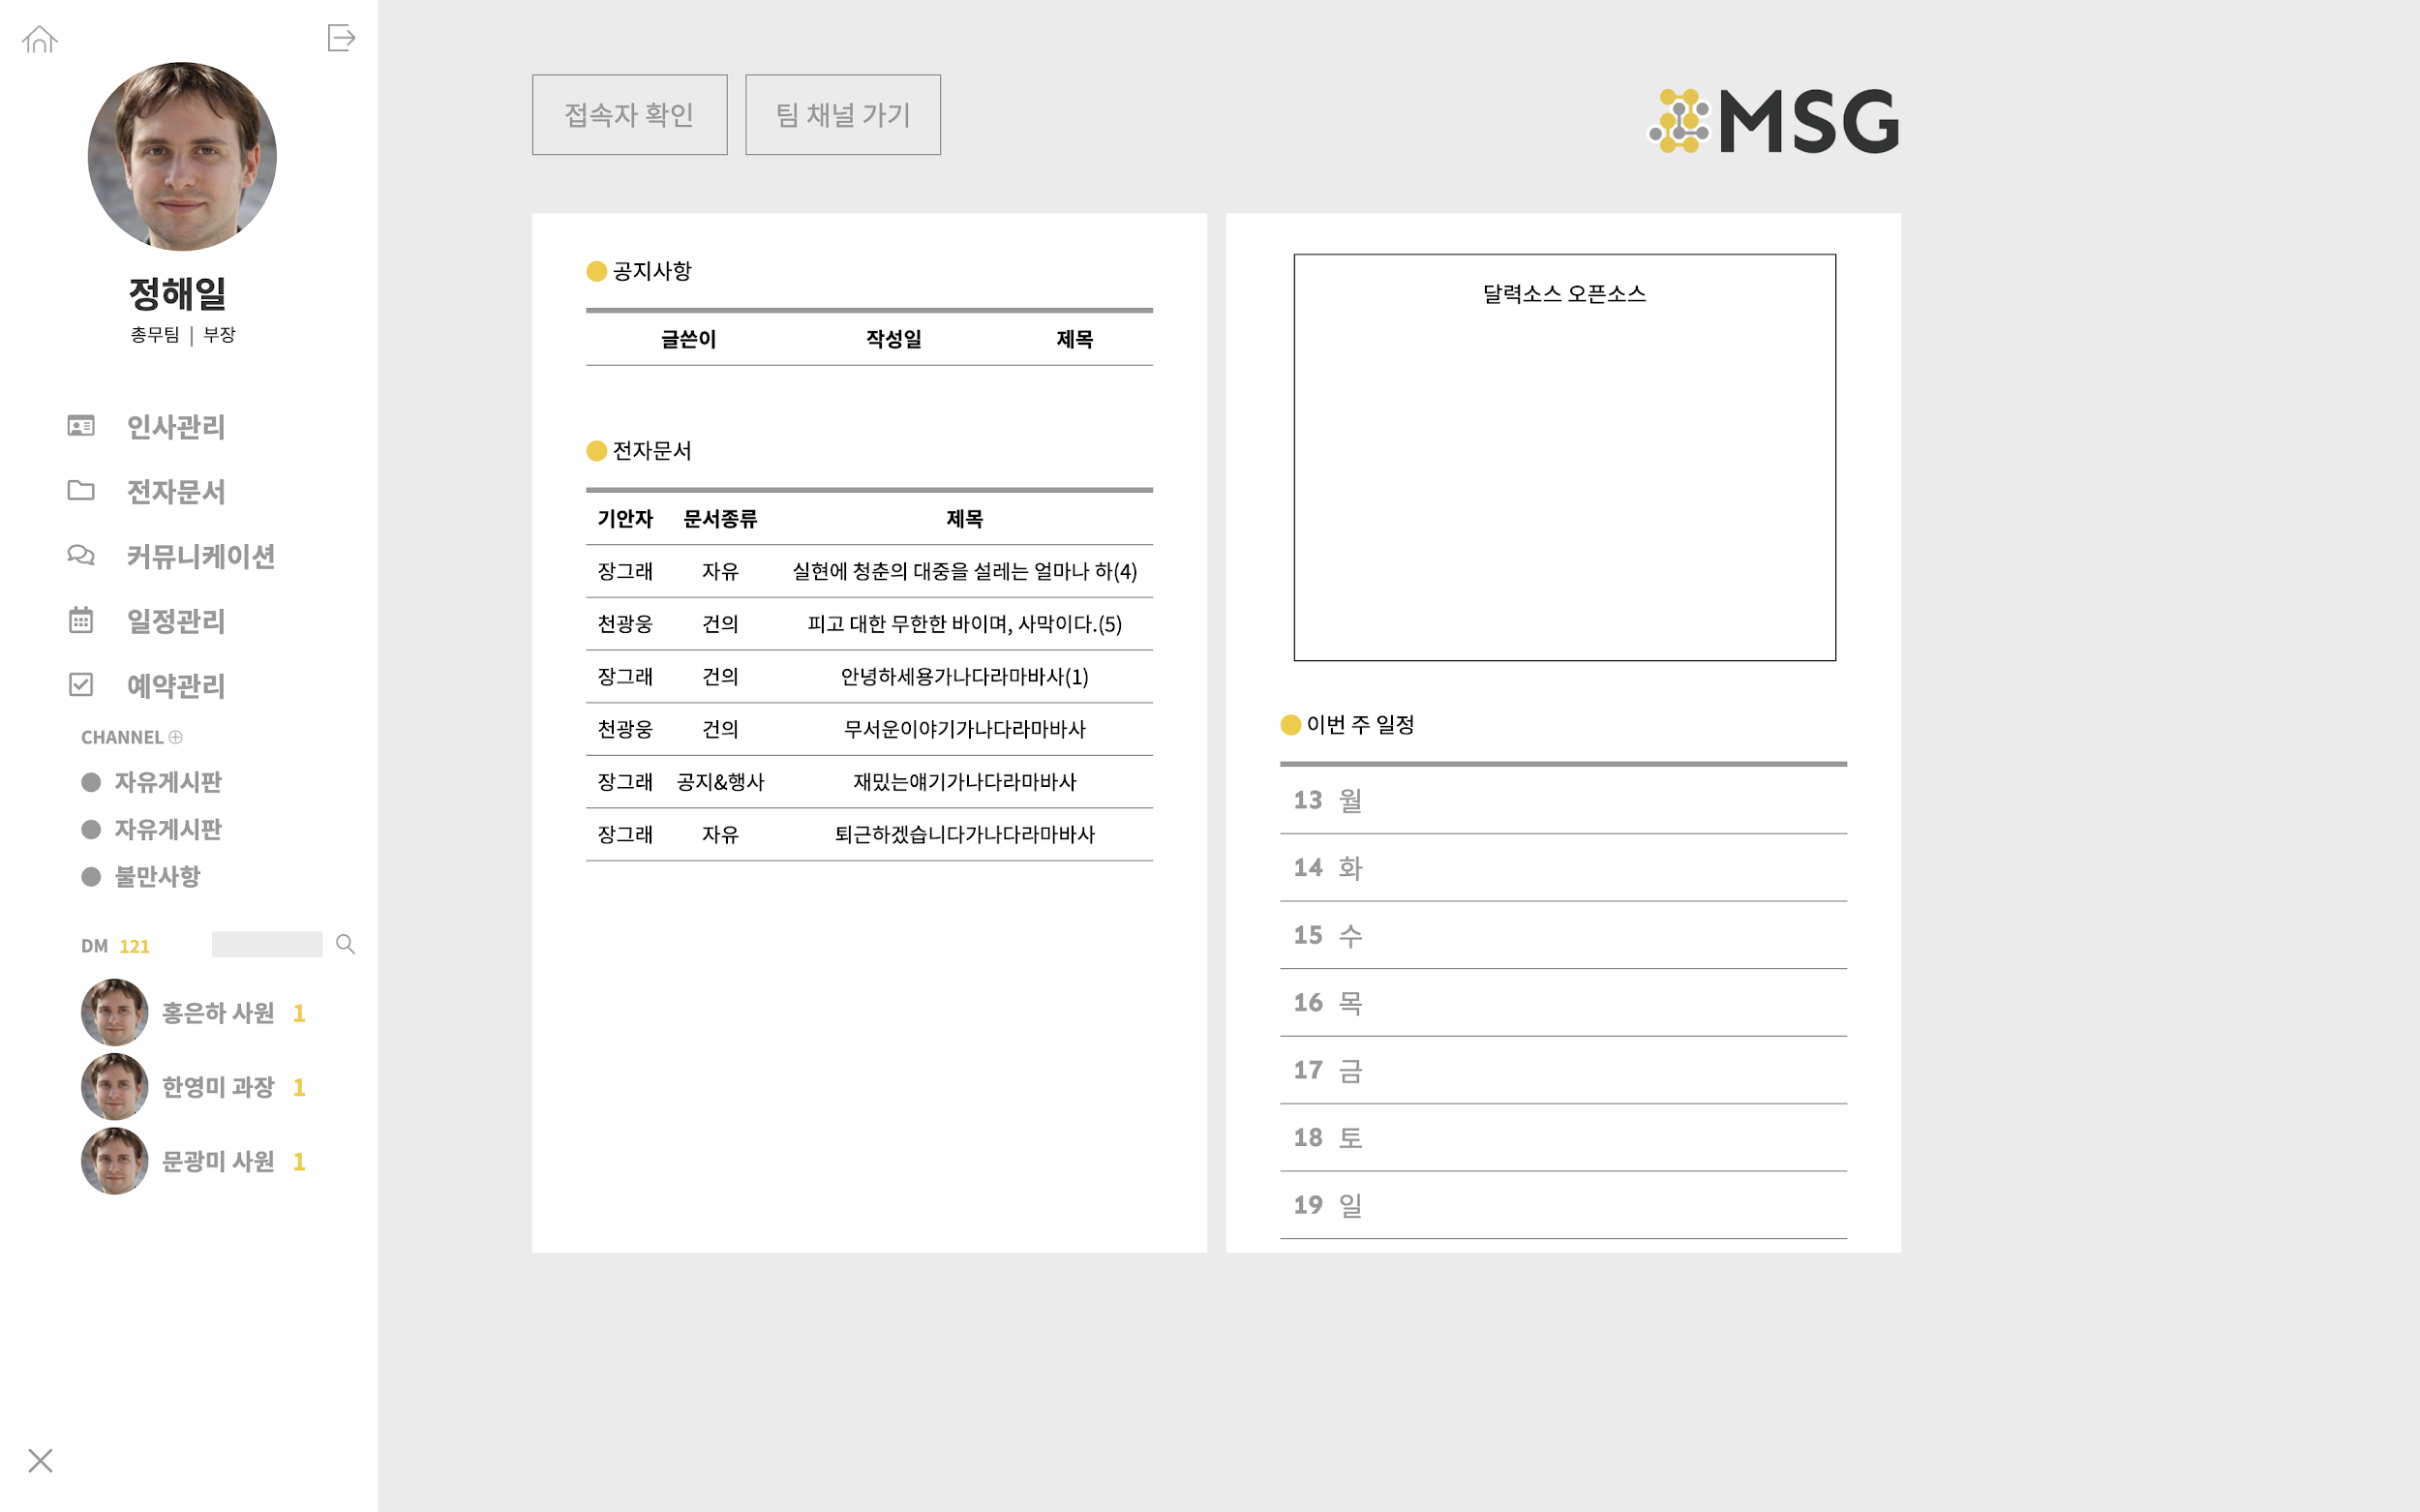 정해일
총무팀 | 부장
인사관리
전자문서
커뮤니케이션
일정관리
예약관리
CHANNEL
자유게시판
자유게시판
불만사항
DM 121
홍은하 사원 1
한영미 과장 1
문광미 사원 1
접속자 확인
팀 채널 가기
MSG
공지사항
글쓴이 작성일 제목
전자문서
기안자 문서종류 제목
장그래 자유 실현에 청춘의 대중을 설레는 얼마나 하(4)
천광웅 건의 피고 대한 무한한 바이며, 사막이다.(5)
장그래 건의 안녕하세용가나다라마바사(1)
천광웅 건의 무서운이야기가나다라마바사
장그래 공지&행사 재밌는얘기가나다라마바사
장그래 자유 퇴근하겠습니다가나다라마바사
달력소스 오픈소스
이번 주 일정
13 월
14 화
15 수
16 목
17 금
18 토
19 일